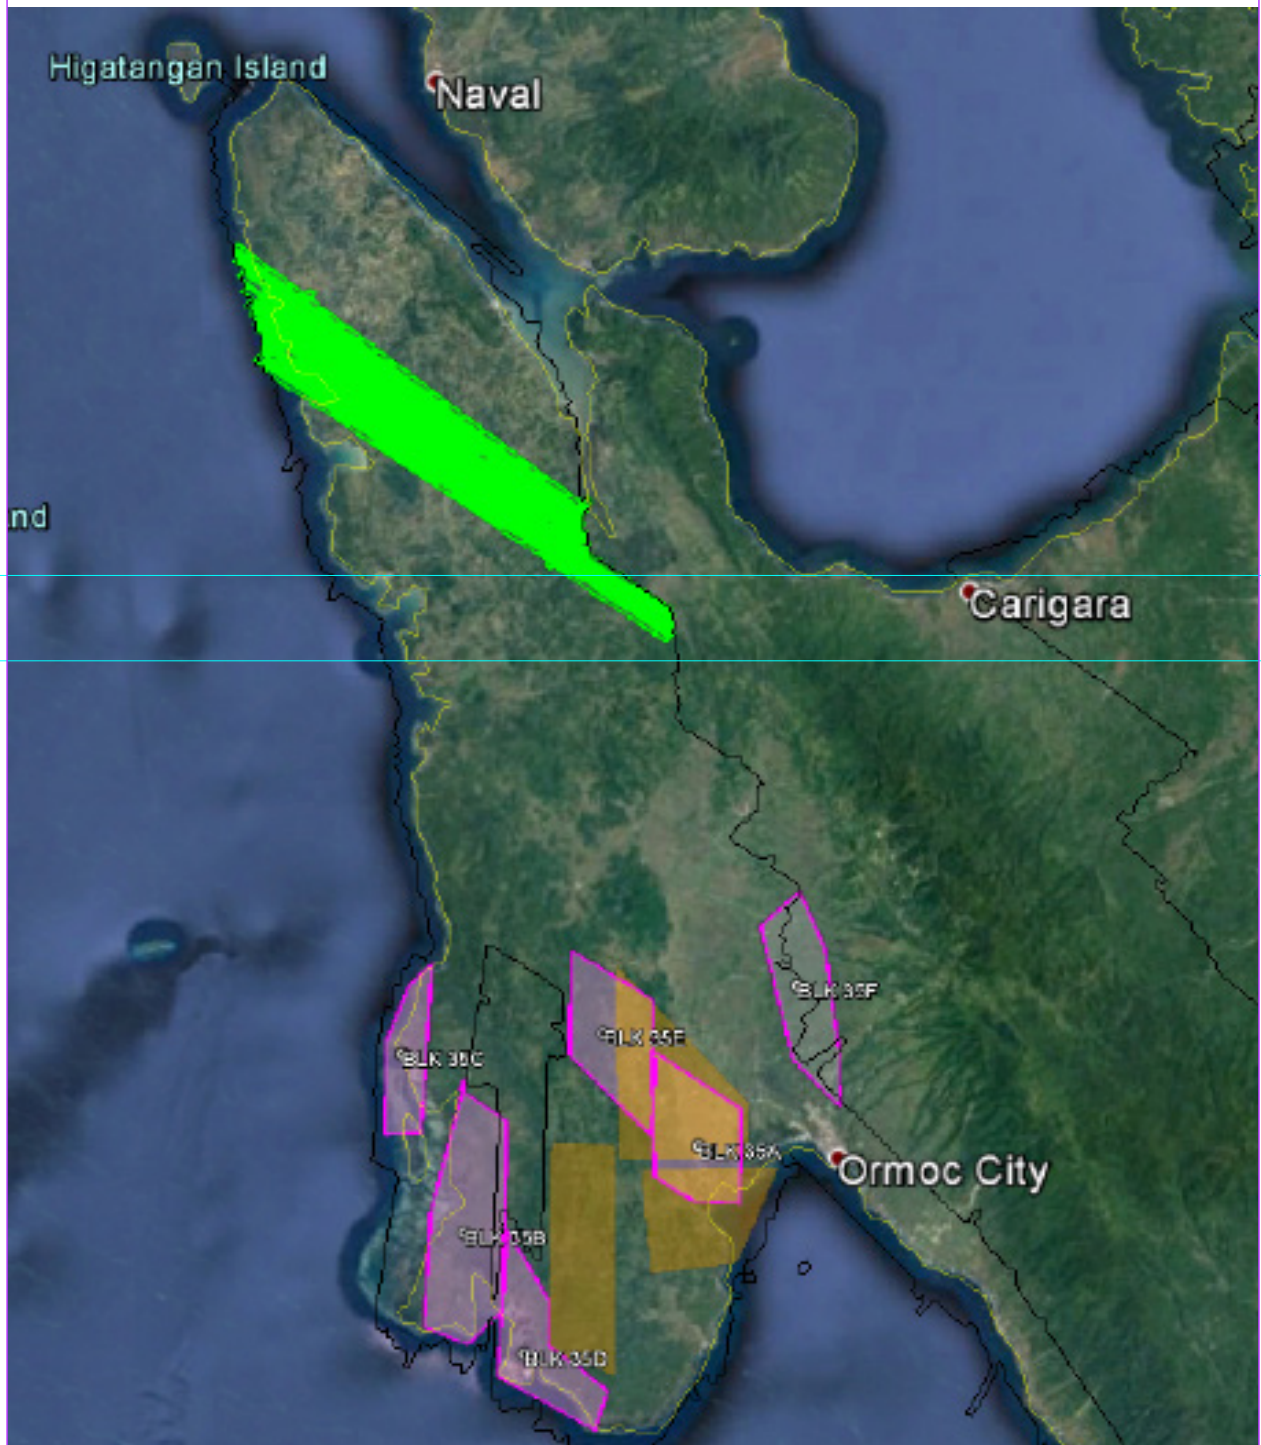 Higatangan Island
Naval
nd
Carigara
BLK 35F
BLK 35E
BLK 35C
BLK 35A
Ormoc City
BLK 35B
BLK 35D